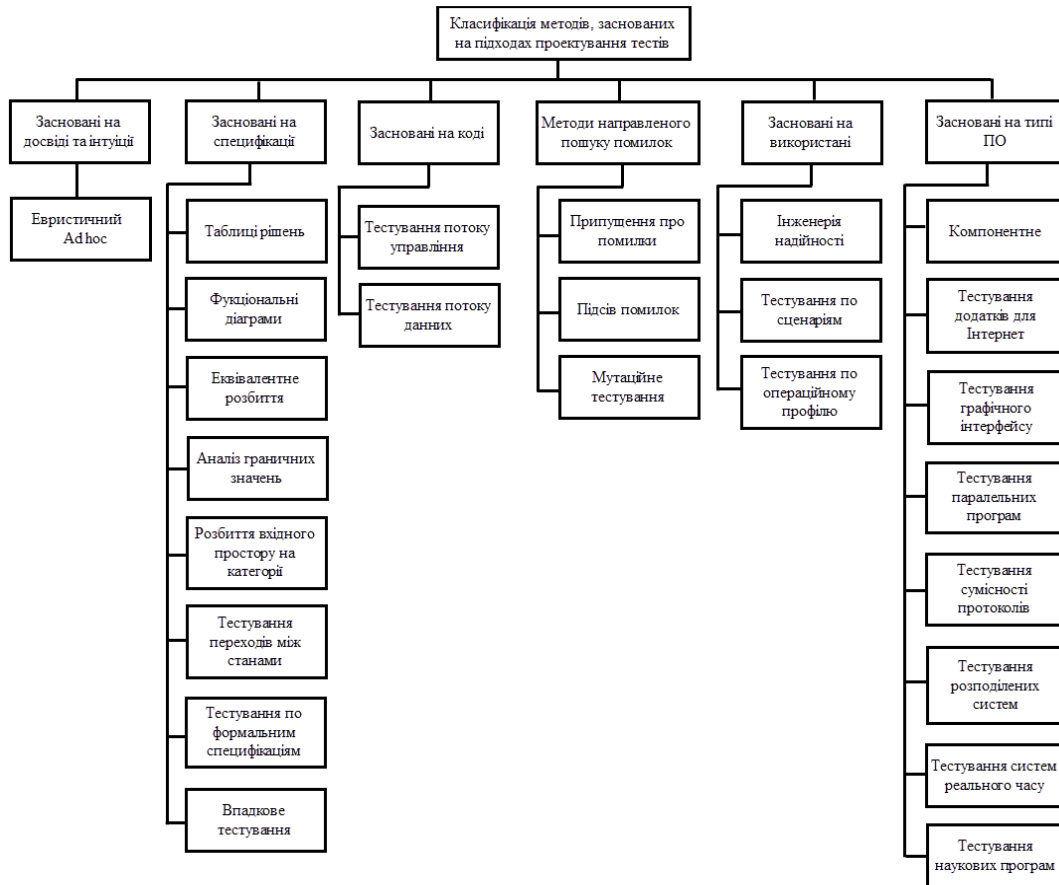 Класифікація методів, заснованих
на підходах проектування тестів
Засновані на
досвіді та інтуіції
Евристичний
Ad hoc
Засновані на
специфікації
Таблиці рішень
Фукціональні
діаграми
Еквівалентне
розбиття
Аналіз граничних
значень
Розбиття вхідного
простору на
категорії
Тестування
переходів між
станами
Тестування по
формальним
специфікаціям
Впадкове
тестування
Засновані на коді
Тестування потоку
управління
Тестування потоку
данних
Методи направленого
пошуку помилок
Припущення про
помилки
Підсів помилок
Мутаційне
тестування
Засновані на
використані
Інженерія
надійності
Тестування по
сценаріям
Тестування по
операційному
профілю
Засновані на типі
ПО
Компонентне
Тестування
додатків для
Інтернет
Тестування
графічного
інтерфейсу
Тестування
паралельних
програм
Тестування
сумісності
протоколів
Тестування
розподілених
систем
Тестування систем
реального часу
Тестування
наукових програм